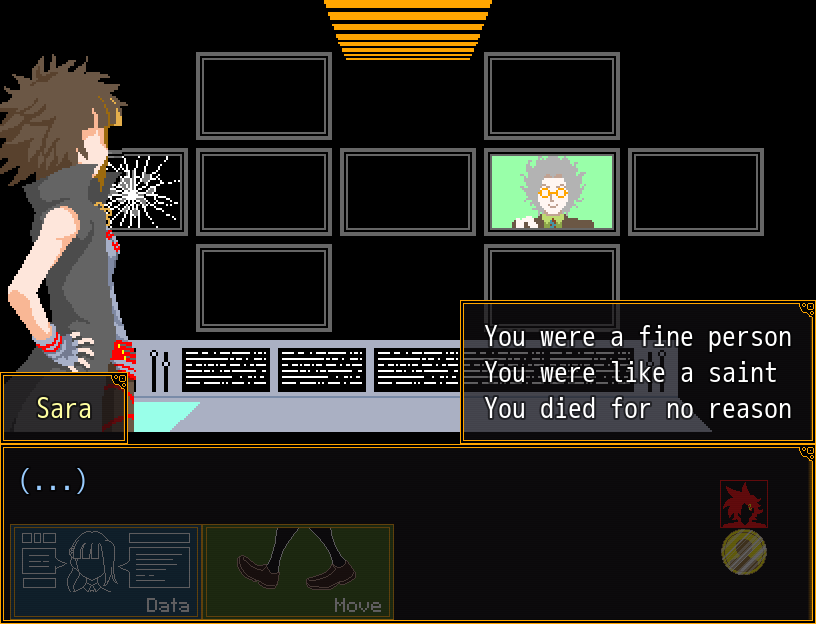 You were a fine person
You were like a saint
You died for no reason
Sara
(...)
Data
Move